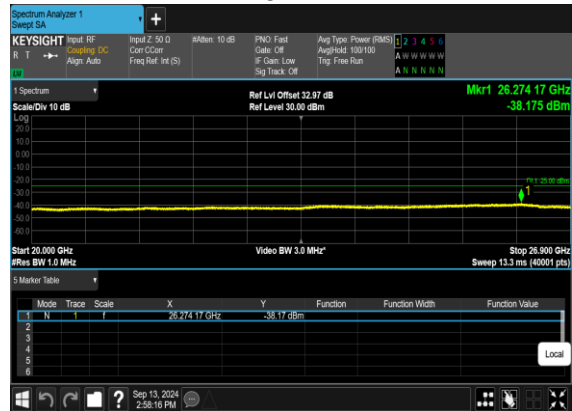 Spectrum Analyzer 1
Swept SA
+
KEYSIGHT Input: RF Input Z: 50 Ω #Atten: 10 dB PNO: Fast Avg Type: Power (RMS) 1 2 3 4 5 6
R T Coupling: DC Corr CCorr Gate: Off Avg|Hold: 100/100 A W W W W W
Align: Auto Freq Ref: Int (S) IF Gain: Low Trig: Free Run A N N N N N
Sig Track: Off
LXI
1 Spectrum Ref Lvl Offset 32.97 dB Mkr1 26.274 17 GHz
Scale/Div 10 dB Ref Level 30.00 dBm -38.175 dBm
Log
20.0
10.0
0.00
-10.0
-20.0
DL1 -25.00 dBm
-30.0
1
-40.0
-50.0
-60.0
Start 20.000 GHz Video BW 3.0 MHz* Stop 26.900 GHz
#Res BW 1.0 MHz Sweep 13.3 ms (40001 pts)
5 Marker Table
Mode Trace Scale X Y Function Function Width Function Value
1 N 1 f 26.274 17 GHz -38.17 dBm
2
3
4
5
6
Local
? Sep 13, 2024
2:58:16 PM